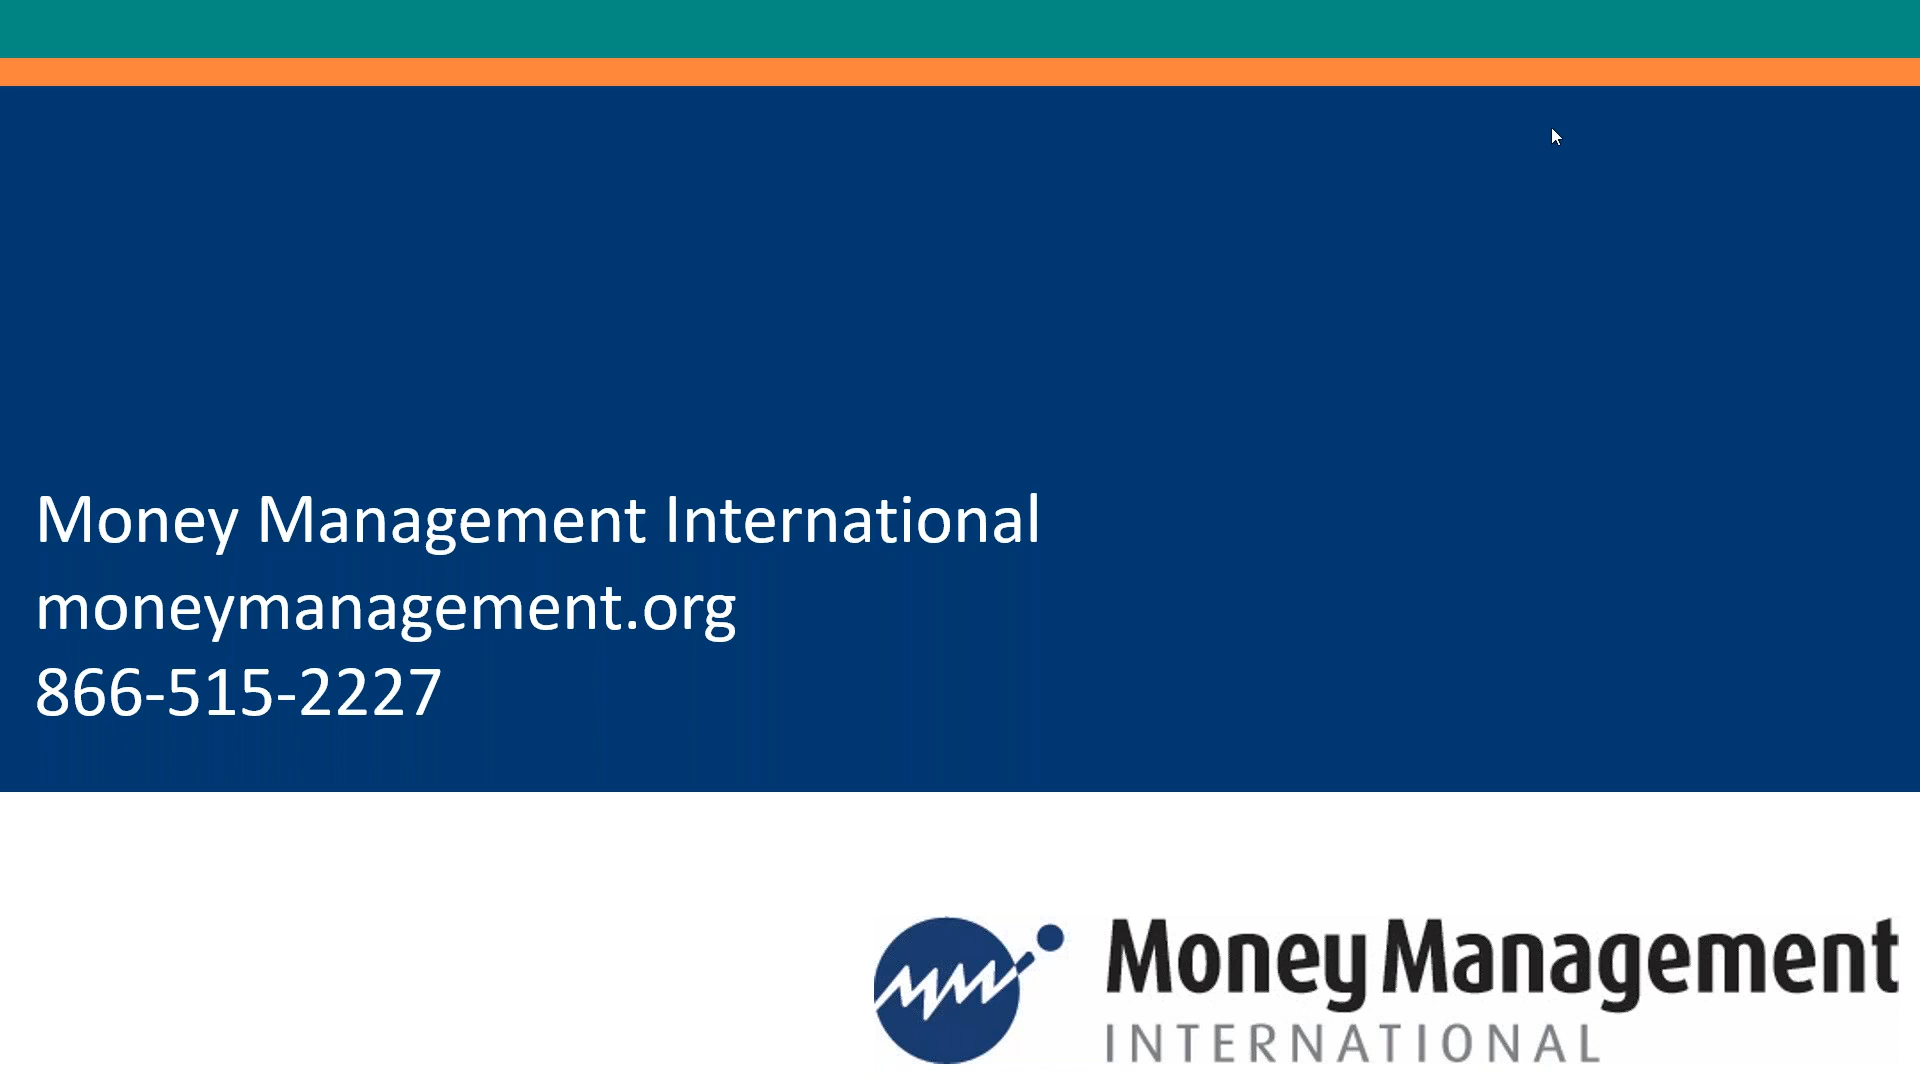 Money Management International
moneymanagement.org
866-515-2227
Money Management
INTERNATIONAL